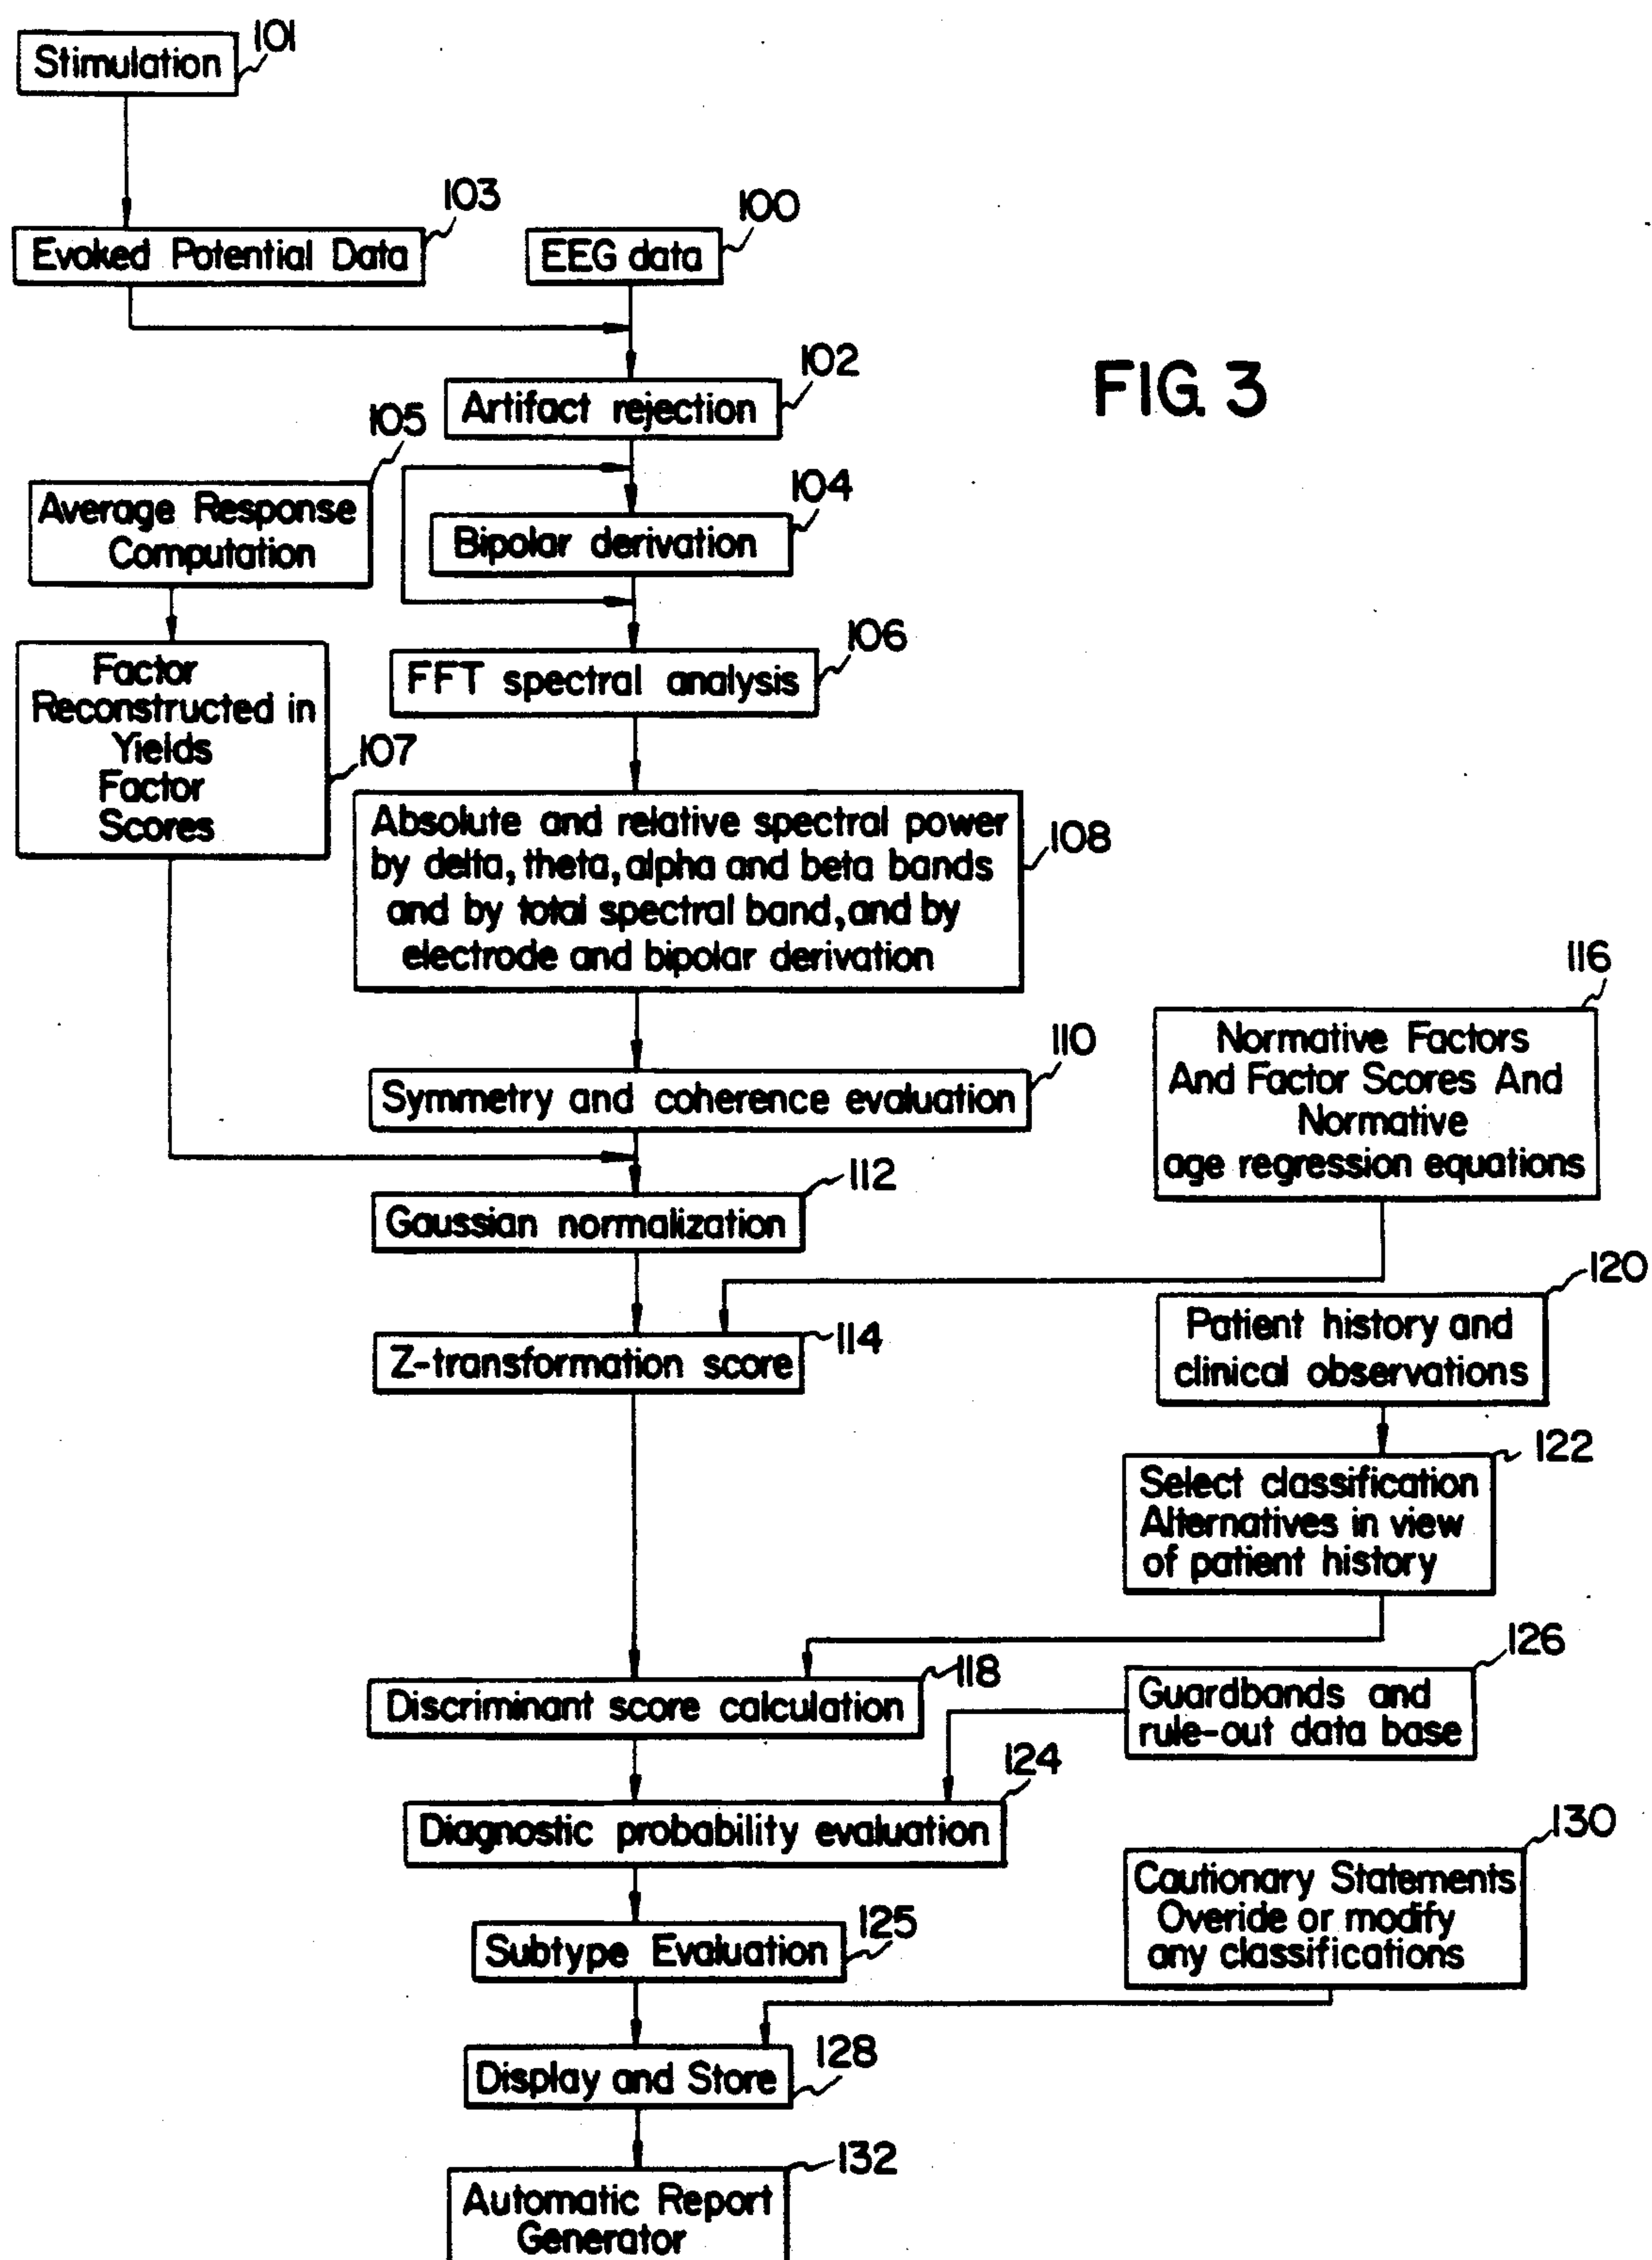 101
Stimulation
103
Evoked Potential Data
100
EEG data
FIG. 3
102
Artifact rejection
105
Average Response
Computation
104
Bipolar derivation
106
FFT spectral analysis
Factor
Reconstructed in
Yields
Factor
Scores
107
Absolute and relative spectral power
by delta, theta, alpha and beta bands
and by total spectral band, and by
electrode and bipolar derivation
108
116
Normative Factors
And Factor Scores And
Normative
age regression equations
110
Symmetry and coherence evaluation
112
Gaussian normalization
114
Z-transformation score
120
Patient history and
clinical observations
122
Select classification
Alternatives in view
of patient history
118
Discriminant score calculation
126
Guardbands and
rule-out data base
124
Diagnostic probability evaluation
130
Cautionary Statements
Overide or modify
any classifications
125
Subtype Evaluation
128
Display and Store
132
Automatic Report
Generator